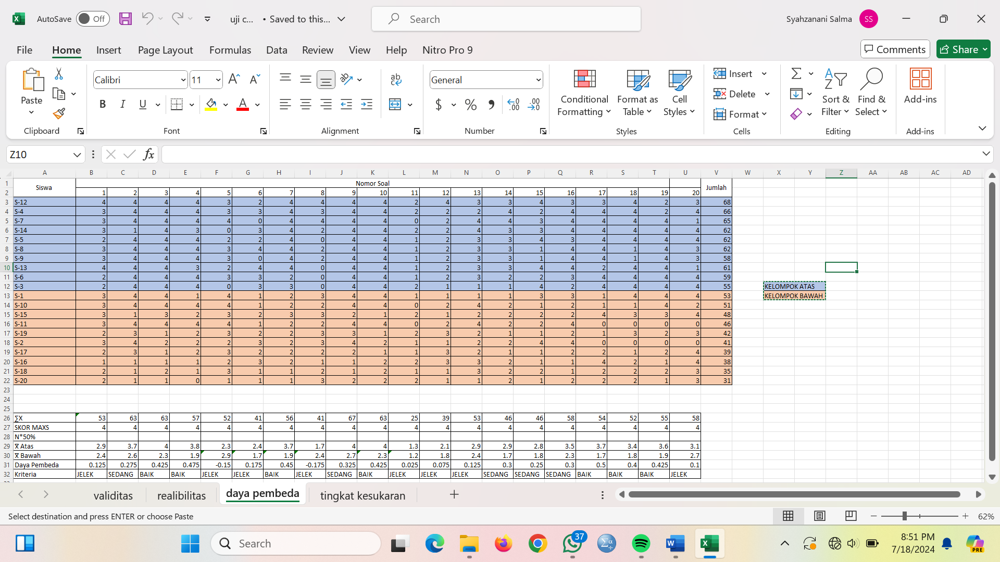 AutoSave Off uji c... • Saved to this... Search Syahzanani Salma SS
File Home Insert Page Layout Formulas Data Review View Help Nitro Pro 9 Comments Share
Paste Calibri 11 General Conditional Formatting Format as Table Cell Styles Insert Delete Format Sort & Filter Find & Select Add-ins
Clipboard Font Alignment Number Styles Cells Editing Add-ins
Z10 fx
A B C D E F G H I J K L M N O P Q R S T U V W X Y Z AA AB AC AD
1 Siswa Nomor Soal Jumlah
2 1 2 3 4 5 6 7 8 9 10 11 12 13 14 15 16 17 18 19 20
3 S-12 4 4 4 4 3 2 4 4 4 4 2 4 3 3 4 3 3 4 2 3 68
4 S-4 3 4 4 4 3 3 4 3 4 4 2 2 2 4 2 4 4 4 2 4 66
5 S-7 3 4 4 4 4 0 4 4 4 4 0 2 4 4 3 4 4 4 4 1 65
6 S-14 3 1 4 3 0 3 4 2 4 4 2 2 4 3 3 4 4 4 4 4 62
7 S-5 2 4 4 4 2 2 4 0 4 4 1 2 3 3 4 3 4 4 4 4 62
8 S-8 3 4 4 4 3 4 4 2 4 4 1 2 3 3 1 4 4 1 4 3 62
9 S-9 3 4 4 4 3 0 4 2 4 4 1 2 3 3 1 4 4 1 4 3 58
10 S-13 4 4 4 3 2 4 4 0 4 4 1 2 3 3 4 4 2 4 4 1 61
11 S-6 2 4 4 4 3 3 2 0 4 4 1 2 3 2 2 3 4 4 4 4 59
12 S-3 2 4 4 4 0 3 3 0 4 4 2 1 1 1 4 2 4 4 4 4 55 KELOMPOK ATAS
13 S-1 3 4 4 1 4 1 2 3 4 4 1 1 1 1 3 3 1 4 4 4 53 KELOMPOK BAWAH
14 S-10 3 4 4 4 4 1 2 2 4 4 0 2 4 2 1 2 1 1 4 2 51
15 S-15 3 1 3 2 3 2 3 3 2 1 2 1 2 2 2 2 4 3 3 4 48
16 S-11 3 4 4 4 4 1 2 2 4 4 0 2 4 2 2 4 0 0 0 0 46
17 S-19 2 3 1 2 3 2 2 3 3 1 2 3 2 1 1 2 1 3 2 3 42
18 S-2 3 4 2 2 2 3 2 3 4 2 1 1 2 2 4 4 0 0 0 0 41
19 S-17 2 3 1 2 3 2 2 2 2 1 1 3 2 1 1 2 2 1 2 4 39
20 S-16 1 1 1 1 2 3 2 1 1 2 2 3 3 2 1 1 4 2 1 4 38
21 S-18 2 1 2 1 3 1 1 2 1 2 1 1 3 2 2 1 2 2 2 3 35
22 S-20 2 1 1 0 1 1 1 3 2 2 2 1 1 2 1 2 2 2 1 3 31
23
24
25
26 ∑X 53 63 63 57 52 41 56 41 67 63 25 39 53 46 46 58 54 52 55 58
27 SKOR MAXS 4 4 4 4 4 4 4 4 4 4 4 4 4 4 4 4 4 4 4 4
28 N*50%
29 X̅ Atas 2.9 3.7 4 3.8 2.3 2.4 3.7 1.7 4 4 1.3 2.1 2.9 2.9 2.8 3.5 3.7 3.4 3.6 3.1
30 X̅ Bawah 2.4 2.6 2.3 1.9 2.9 1.7 1.9 2.4 2.7 2.3 1.2 1.8 2.4 1.7 1.8 2.3 1.7 1.8 1.9 2.7
31 Daya Pembeda 0.125 0.275 0.425 0.475 -0.15 0.175 0.45 -0.175 0.325 0.425 0.025 0.075 0.125 0.3 0.25 0.3 0.5 0.4 0.425 0.1
32 Kriteria JELEK SEDANG BAIK BAIK JELEK JELEK BAIK JELEK SEDANG BAIK JELEK JELEK JELEK SEDANG SEDANG SEDANG BAIK BAIK BAIK JELEK
validitas realibilitas daya pembeda tingkat kesukaran
Select destination and press ENTER or choose Paste 62%
Search 37 8:51 PM
7/18/2024 PRE